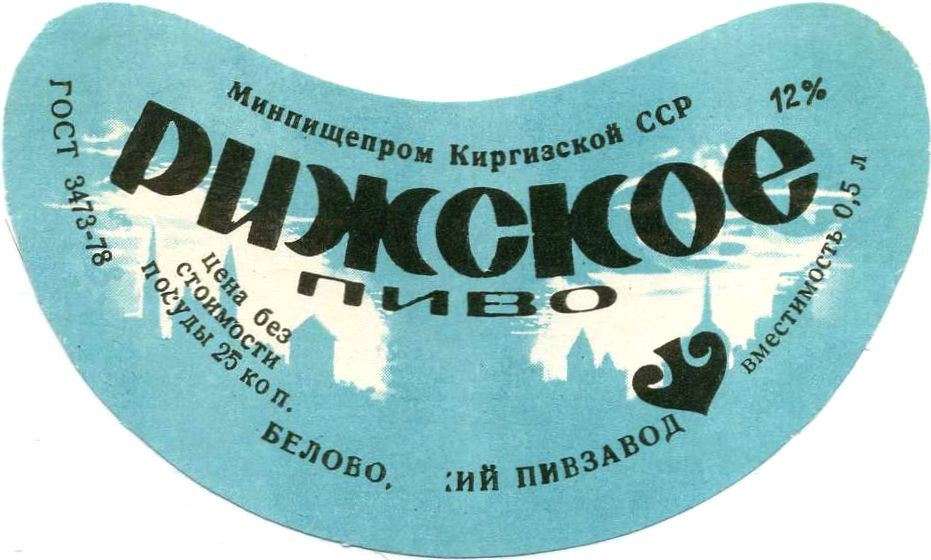 Минпищепром Киргизской ССР
12%
ГОСТ 3473-78
РИЖСКОЕ
ПИВО
цена без
стоимости
посуды 25 коп.
вместимость 0,5 л
ПИВЗАВОД